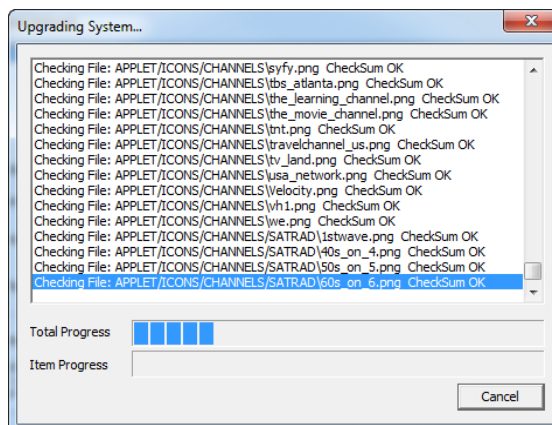 Upgrading System...
Checking File: APPLET/ICONS/CHANNELS\syfy.png CheckSum OK
Checking File: APPLET/ICONS/CHANNELS\tbs_atlanta.png CheckSum OK
Checking File: APPLET/ICONS/CHANNELS\the_learning_channel.png CheckSum OK
Checking File: APPLET/ICONS/CHANNELS\the_movie_channel.png CheckSum OK
Checking File: APPLET/ICONS/CHANNELS\tnt.png CheckSum OK
Checking File: APPLET/ICONS/CHANNELS\travelchannel_us.png CheckSum OK
Checking File: APPLET/ICONS/CHANNELS\tv_land.png CheckSum OK
Checking File: APPLET/ICONS/CHANNELS\usa_network.png CheckSum OK
Checking File: APPLET/ICONS/CHANNELS\Velocity.png CheckSum OK
Checking File: APPLET/ICONS/CHANNELS\vh1.png CheckSum OK
Checking File: APPLET/ICONS/CHANNELS\we.png CheckSum OK
Checking File: APPLET/ICONS/CHANNELS/SATRAD\1stwave.png CheckSum OK
Checking File: APPLET/ICONS/CHANNELS/SATRAD\40s_on_4.png CheckSum OK
Checking File: APPLET/ICONS/CHANNELS/SATRAD\50s_on_5.png CheckSum OK
Checking File: APPLET/ICONS/CHANNELS/SATRAD\60s_on_6.png CheckSum OK
Total Progress
Item Progress
Cancel